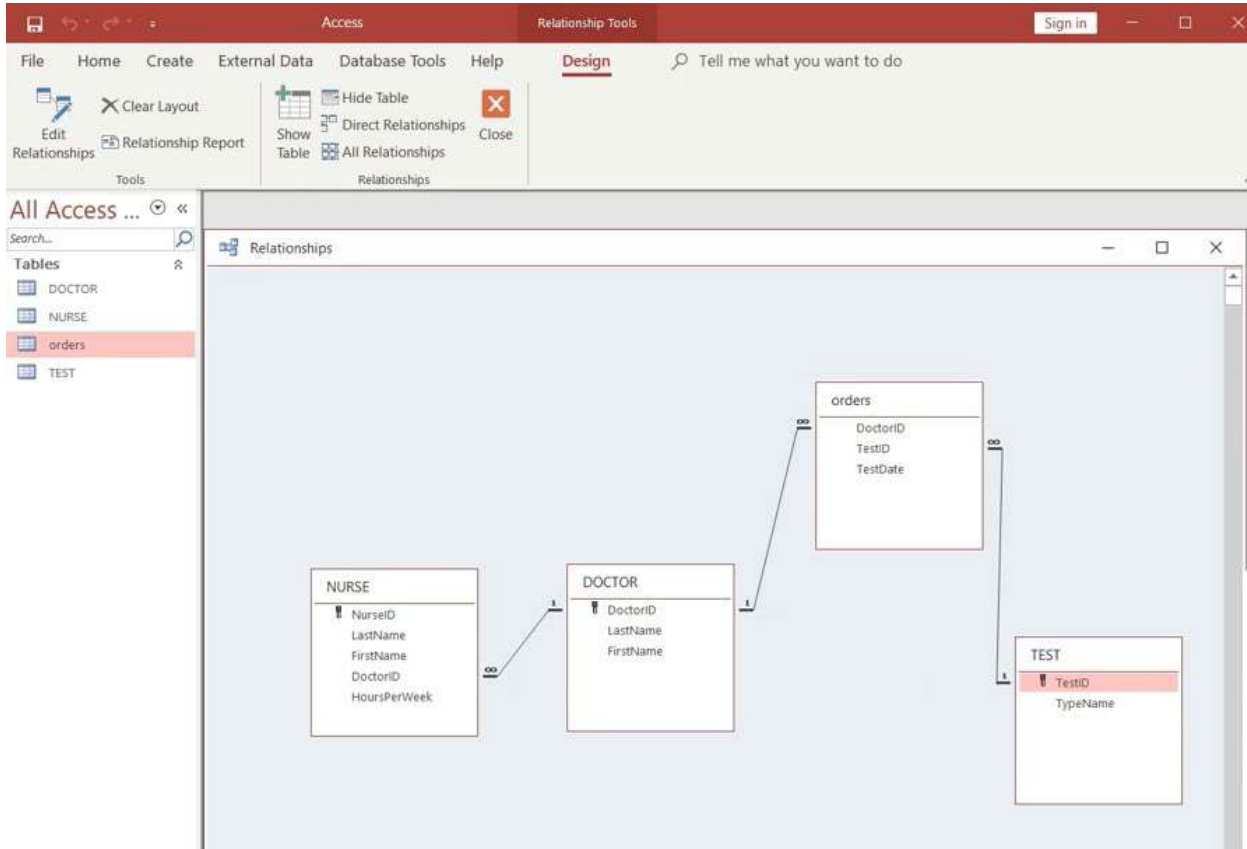 Access
Relationship Tools
Sign in
File Home Create External Data Database Tools Help Design Tell me what you want to do
Edit Relationships
Clear Layout
Relationship Report
Tools
Show Table
Hide Table
Direct Relationships
All Relationships
Close
Relationships
All Access ...
Search...
Tables
DOCTOR
NURSE
orders
TEST
Relationships
orders
DoctorID
TestID
TestDate
∞
∞
NURSE
NurseID
LastName
FirstName
DoctorID
HoursPerWeek
∞
1
DOCTOR
DoctorID
LastName
FirstName
1
TEST
TestID
TypeName
1